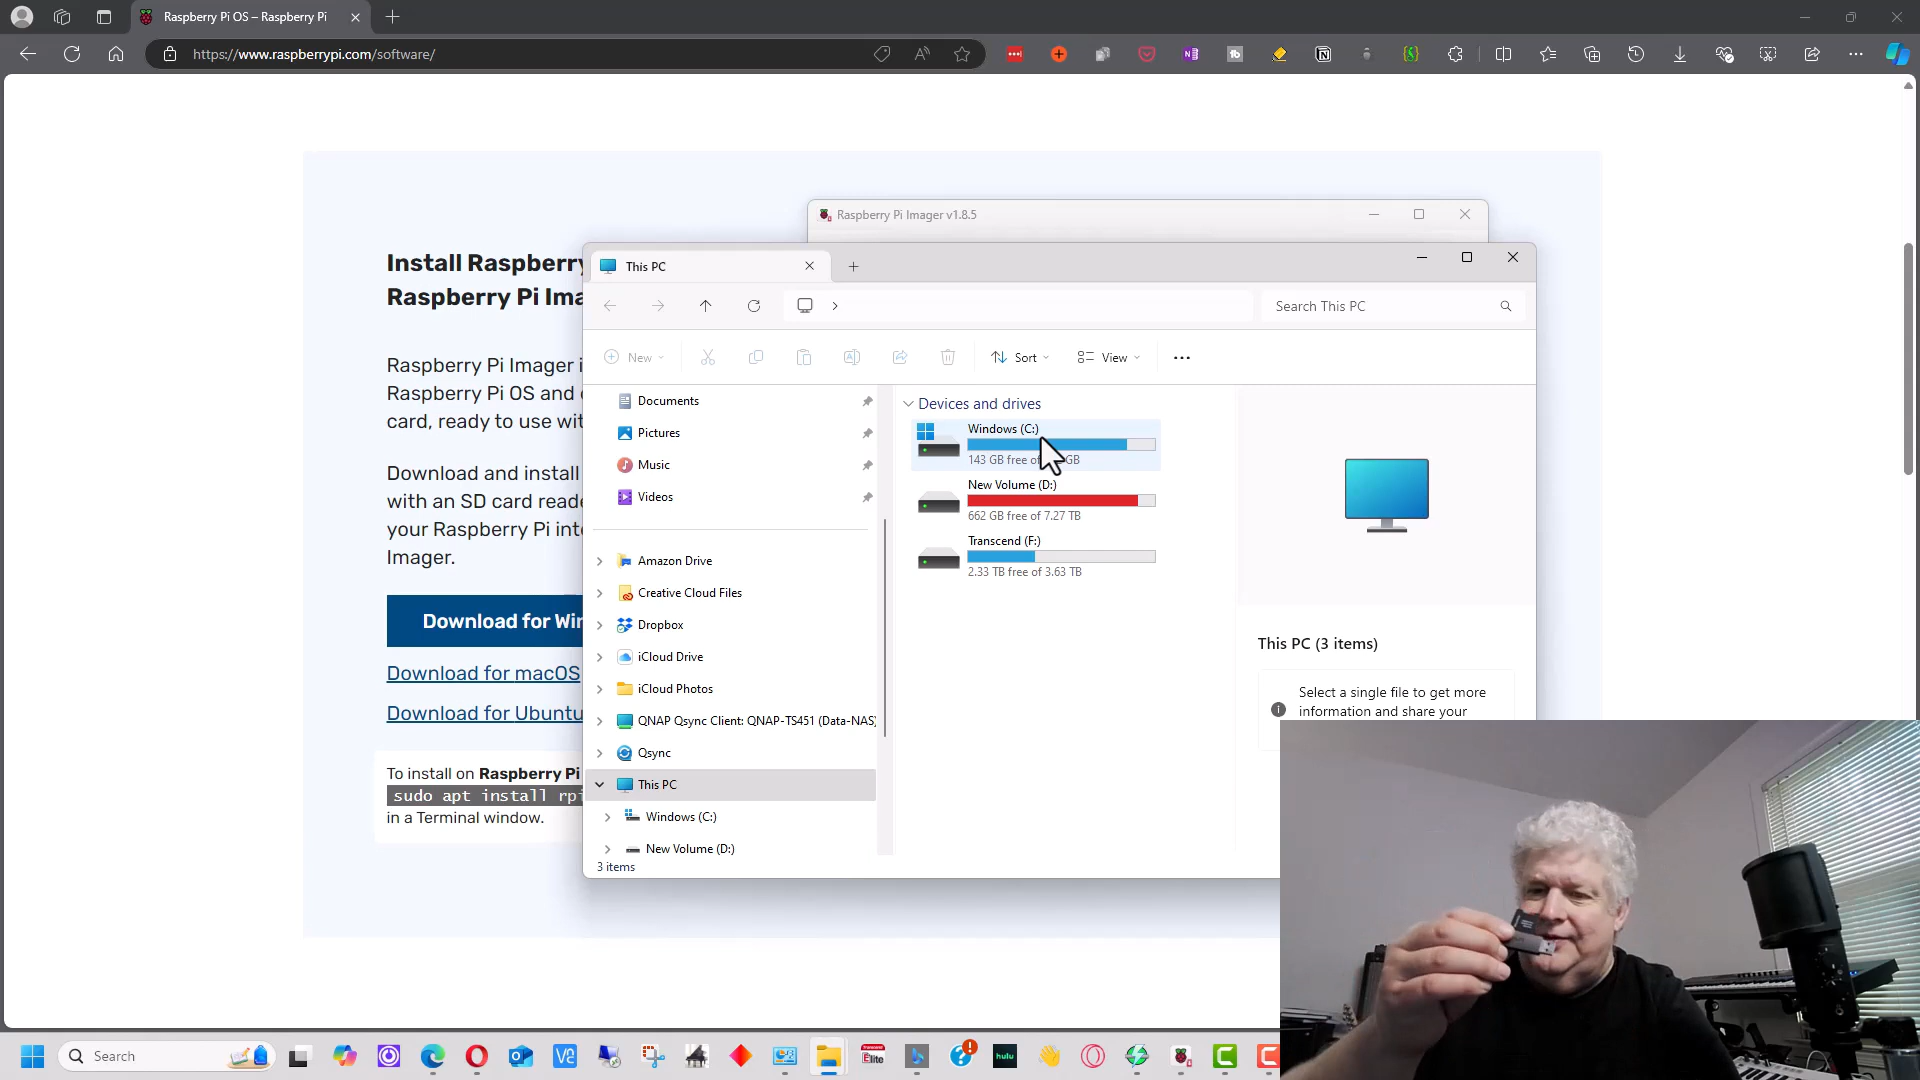 Raspberry Pi OS – Raspberry Pi
https://www.raspberrypi.com/software/
Raspberry Pi Imager v1.8.5
Install Raspberry
Raspberry Pi Ima
Raspberry Pi Imager i
Raspberry Pi OS and
card, ready to use wit
Download and install
with an SD card reade
your Raspberry Pi int
Imager.
Download for Win
Download for macOS
Download for Ubuntu
To install on Raspberry Pi
sudo apt install rpi
in a Terminal window.
This PC
Search This PC
New
Sort
View
Documents
Pictures
Music
Videos
Amazon Drive
Creative Cloud Files
Dropbox
iCloud Drive
iCloud Photos
QNAP Qsync Client: QNAP-TS451 (Data-NAS)
Qsync
This PC
Windows (C:)
New Volume (D:)
3 items
Devices and drives
Windows (C:)
143 GB free of GB
New Volume (D:)
662 GB free of 7.27 TB
Transcend (F:)
2.33 TB free of 3.63 TB
This PC (3 items)
Select a single file to get more
information and share your
Search
Elite
hulu